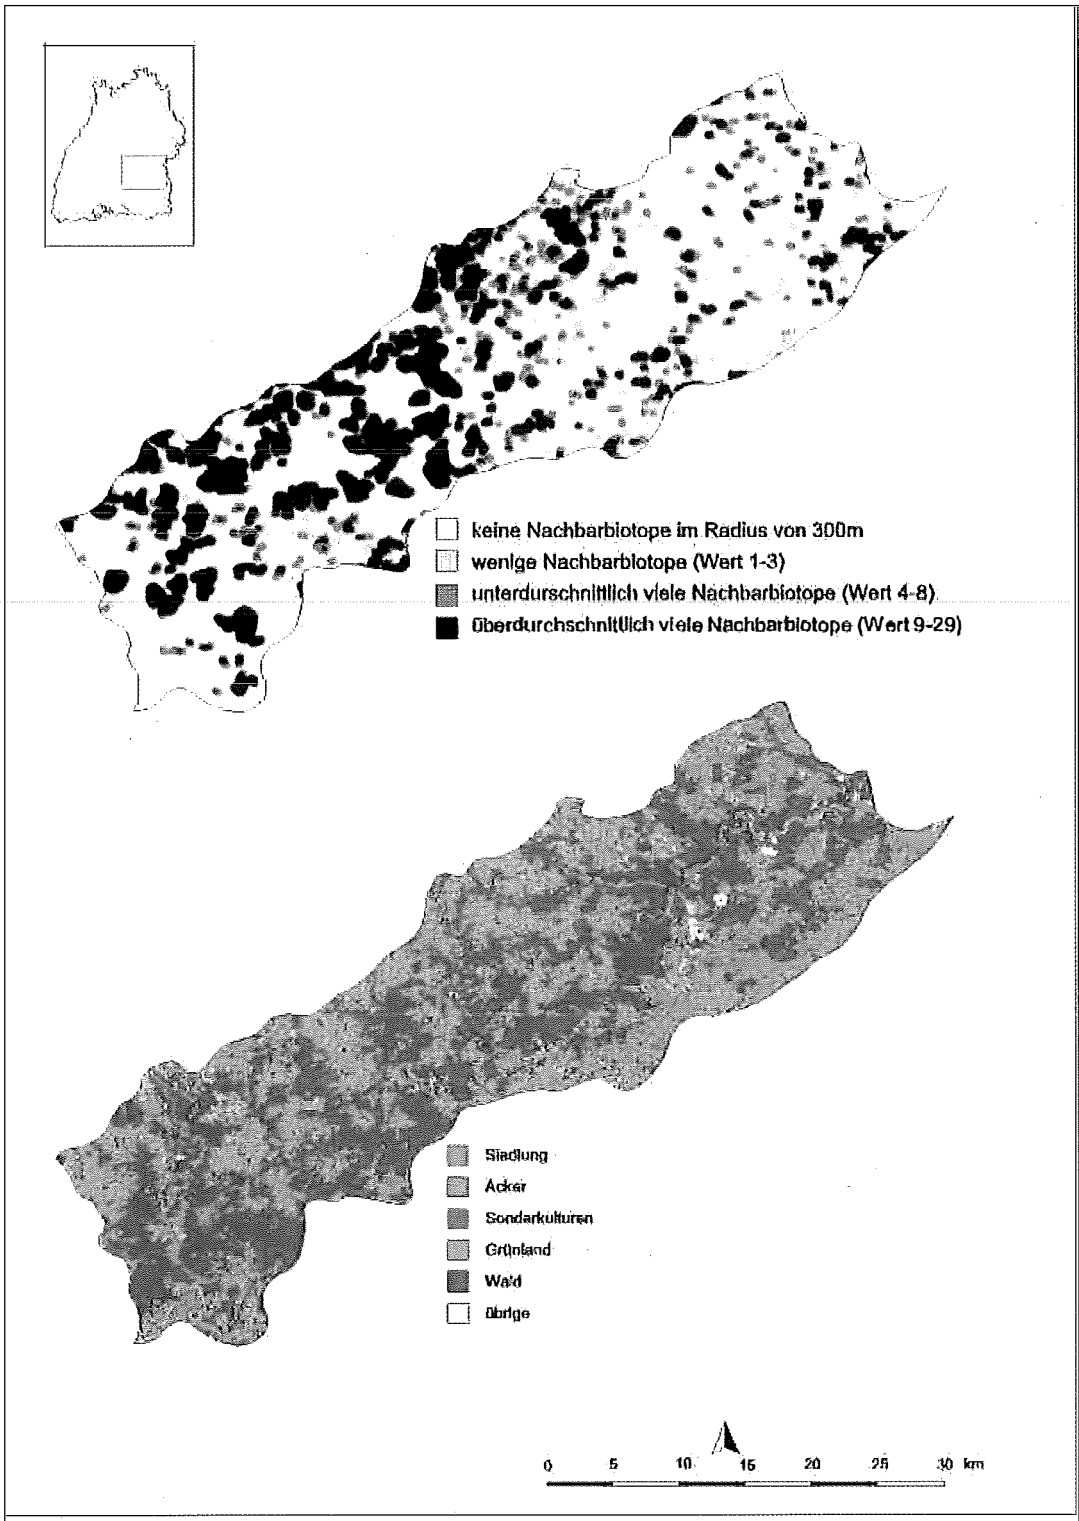 keine Nachbarbiotope im Radius von 300m
wenige Nachbarbiotope (Wert 1-3)
unterdurschnittlich viele Nachbarbiotope (Wert 4-8)
überdurchschnittlich viele Nachbarbiotope (Wert 9-29)
Siedlung
Acker
Sonderkulturen
Grünland
Wald
übrige
0 5 10 15 20 25 30 km